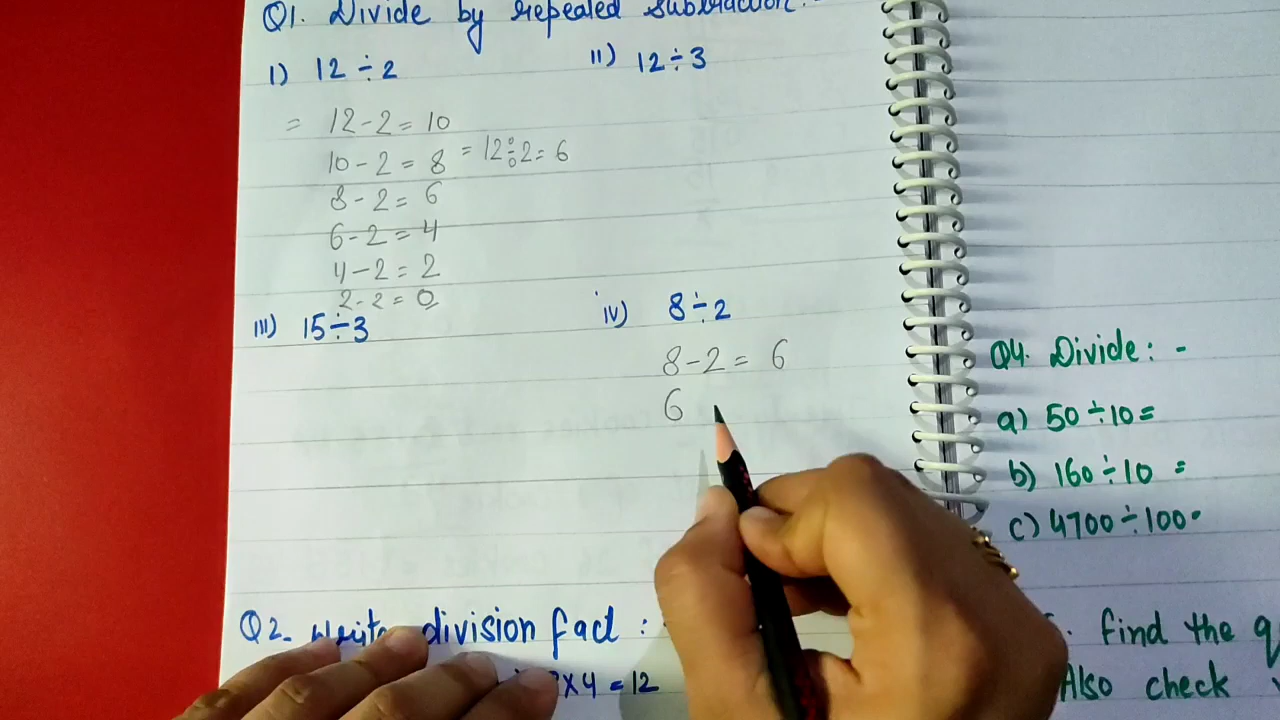 Q1. Divide by repeated subtraction:-
I) 12÷2
II) 12÷3
= 12-2=10
10-2=8 = 12÷2=6
8-2=6
6-2=4
4-2=2
2-2=0
III) 15÷3
iv) 8÷2
8-2=6
6
Q2. Write division fact :
×4=12
Q4. Divide: -
a) 50÷10=
b) 160÷10 =
c) 4700÷100
find the
Also check